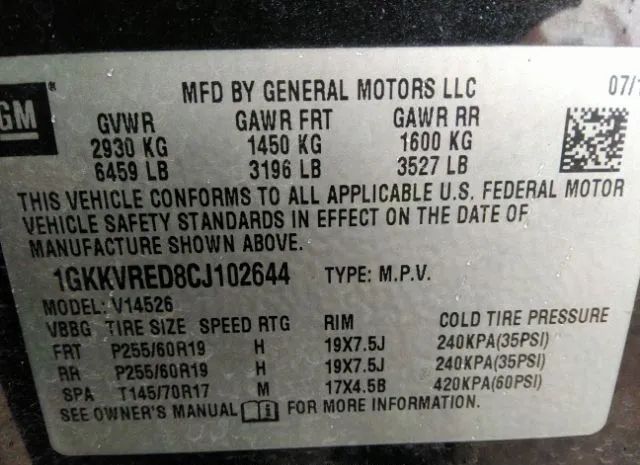 GM ®
MFD BY GENERAL MOTORS LLC 07/1
GVWR GAWR FRT GAWR RR
2930 KG 1450 KG 1600 KG
6459 LB 3196 LB 3527 LB
THIS VEHICLE CONFORMS TO ALL APPLICABLE U.S. FEDERAL MOTOR
VEHICLE SAFETY STANDARDS IN EFFECT ON THE DATE OF
MANUFACTURE SHOWN ABOVE.
1GKKVRED8CJ102644 TYPE: M.P.V.
MODEL: V14526
VBBG TIRE SIZE SPEED RTG RIM COLD TIRE PRESSURE
FRT P255/60R19 H 19X7.5J 240KPA(35PSI)
RR P255/60R19 H 19X7.5J 240KPA(35PSI)
SPA T145/70R17 M 17X4.5B 420KPA(60PSI)
SEE OWNER'S MANUAL FOR MORE INFORMATION.